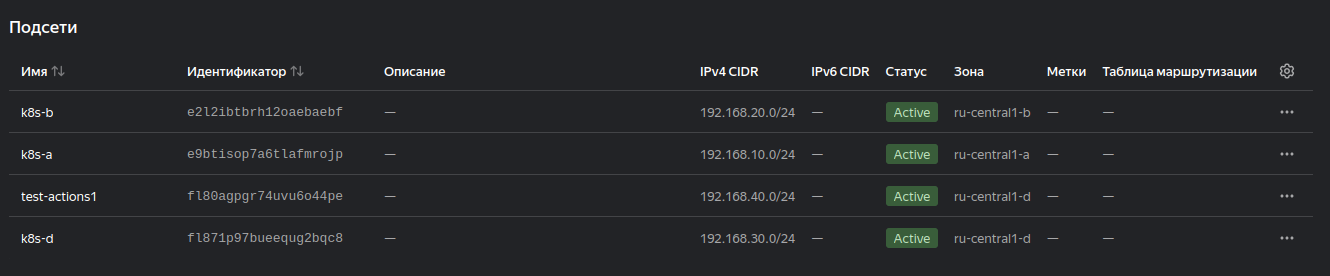 Подсети
Имя Идентификатор Описание IPv4 CIDR IPv6 CIDR Статус Зона Метки Таблица маршрутизации
k8s-b e2l2ibtbrh12oaebaebf — 192.168.20.0/24 — Active ru-central1-b — —
k8s-a e9btisop7a6tlafmrojp — 192.168.10.0/24 — Active ru-central1-a — —
test-actions1 fl80agpgr74uvu6o44pe — 192.168.40.0/24 — Active ru-central1-d — —
k8s-d fl871p97bueequg2bqc8 — 192.168.30.0/24 — Active ru-central1-d — —